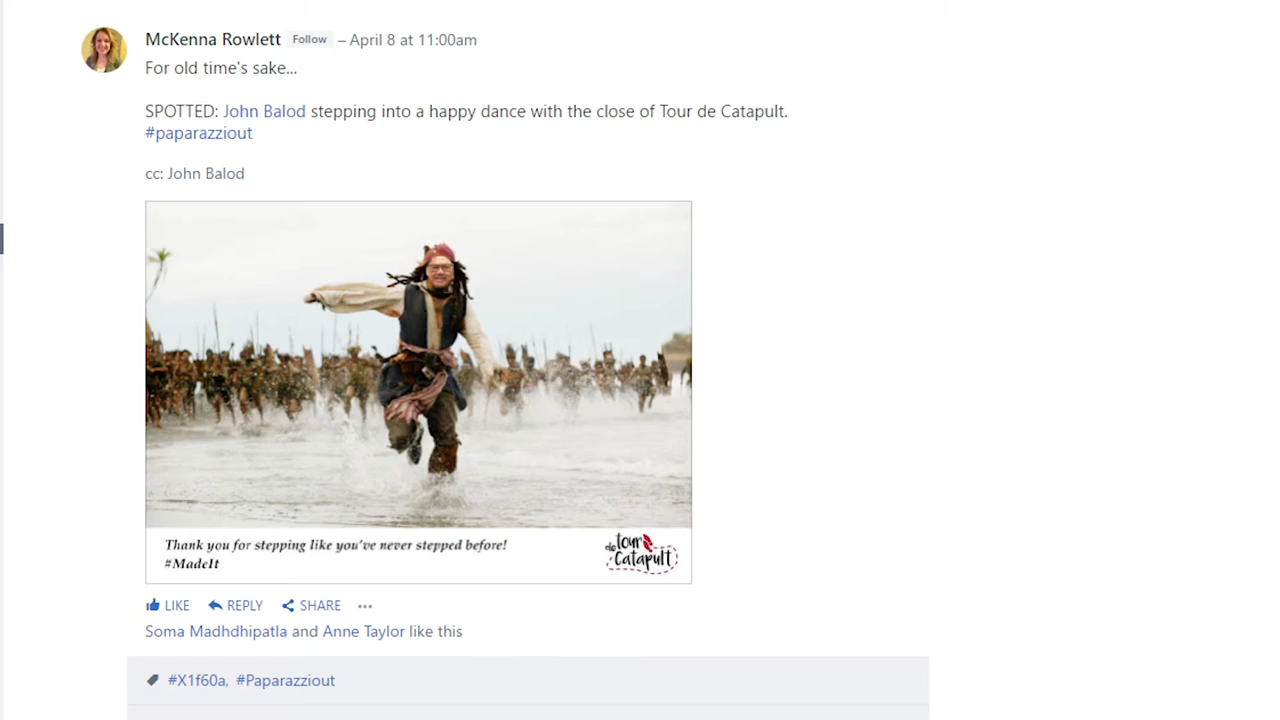 McKenna Rowlett Follow – April 8 at 11:00am
For old time's sake...
SPOTTED: John Balod stepping into a happy dance with the close of Tour de Catapult.
#paparazziout
cc: John Balod
Thank you for stepping like you've never stepped before!
#MadeIt
tour
de Catapult
LIKE REPLY SHARE ...
Soma Madhdhipatla and Anne Taylor like this
#X1f60a, #Paparazziout